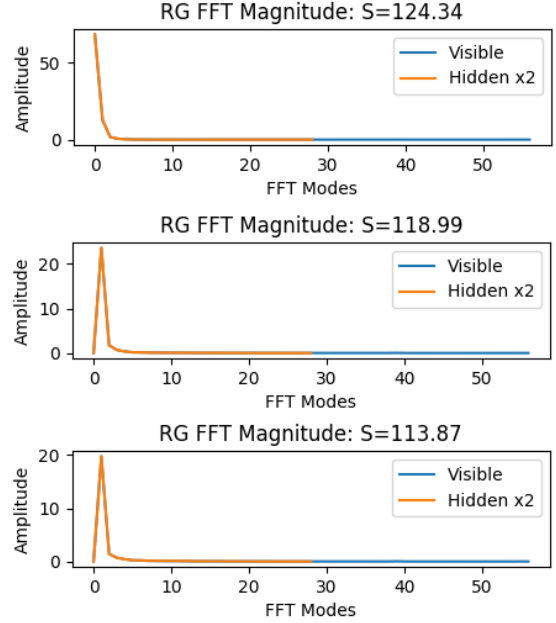 RG FFT Magnitude: S=124.34
50
0
Amplitude
Visible
Hidden x2
0 10 20 30 40 50
FFT Modes
RG FFT Magnitude: S=118.99
20
10
0
Amplitude
Visible
Hidden x2
0 10 20 30 40 50
FFT Modes
RG FFT Magnitude: S=113.87
20
10
0
Amplitude
Visible
Hidden x2
0 10 20 30 40 50
FFT Modes